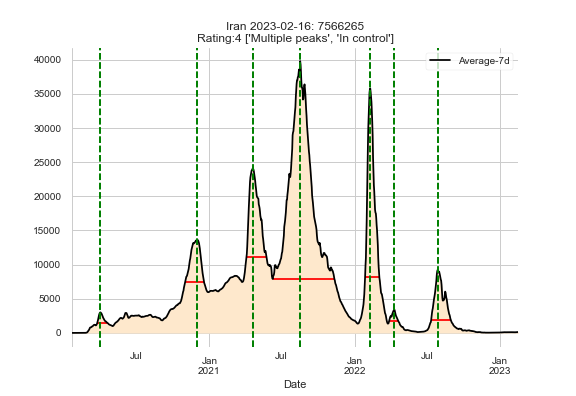 Iran 2023-02-16: 7566265
Rating:4 ['Multiple peaks', 'In control']
Average-7d
40000
35000
30000
25000
20000
15000
10000
5000
0
Jul
Jan
2021
Jul
Jan
2022
Jul
Jan
2023
Date